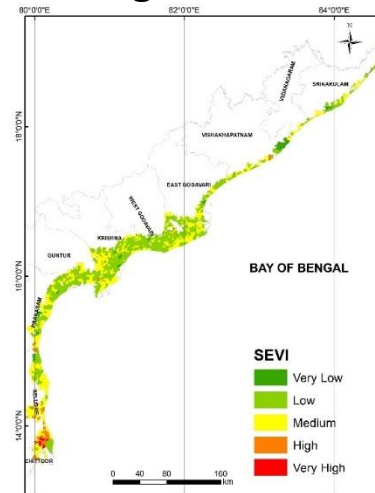 80°0'0"E 82°0'0"E 84°0'0"E
N
SRIKAKULAM
VIZIANAGARAM
18°0'0"N
VISHAKHAPATNAM
EAST GODAVARI
WEST GODAVARI
KRISHNA
GUNTUR
16°0'0"N
BAY OF BENGAL
PRAKASAM
SEVI
Very Low
Low
Medium
High
Very High
NELLORE
14°0'0"N
CHITTOOR
0 40 80 160
km